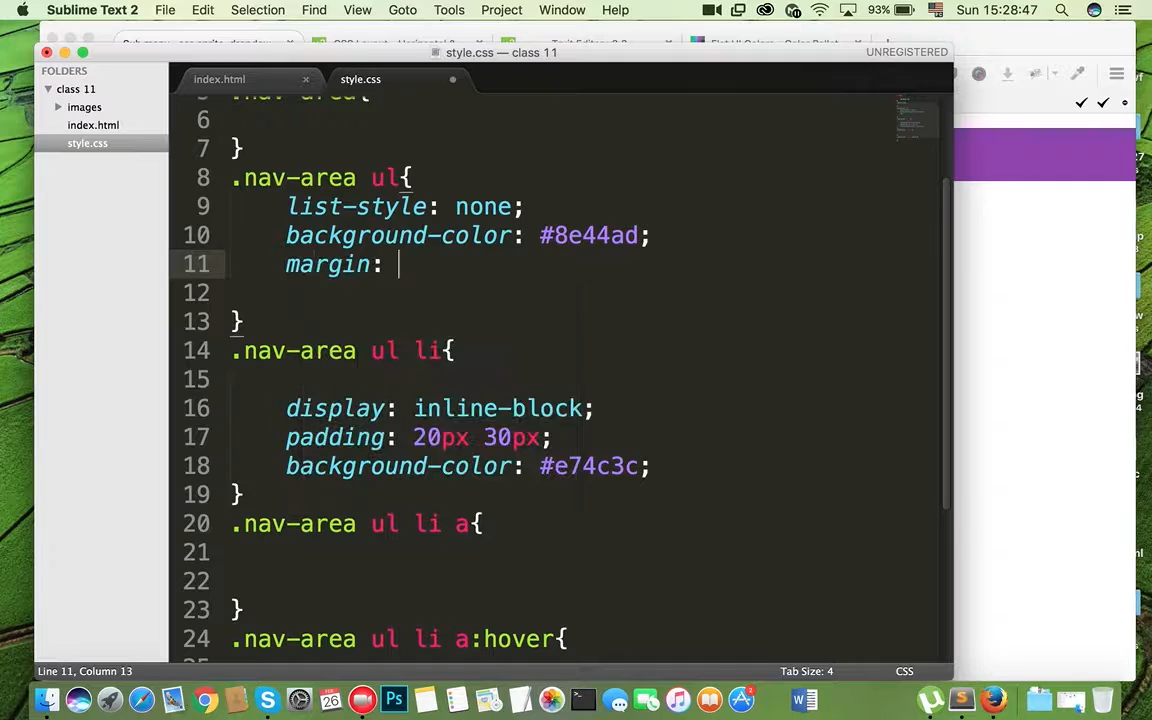 Sublime Text 2 File Edit Selection Find View Goto Tools Project Window Help 93% Sun 15:28:47
style.css — class 11 UNREGISTERED
FOLDERS
class 11
images
index.html
style.css
index.html style.css
5 .nav-area{
6
7 }
8 .nav-area ul{
9 list-style: none;
10 background-color: #8e44ad;
11 margin:
12
13 }
14 .nav-area ul li{
15
16 display: inline-block;
17 padding: 20px 30px;
18 background-color: #e74c3c;
19 }
20 .nav-area ul li a{
21
22
23 }
24 .nav-area ul li a:hover{
Line 11, Column 13 Tab Size: 4 CSS